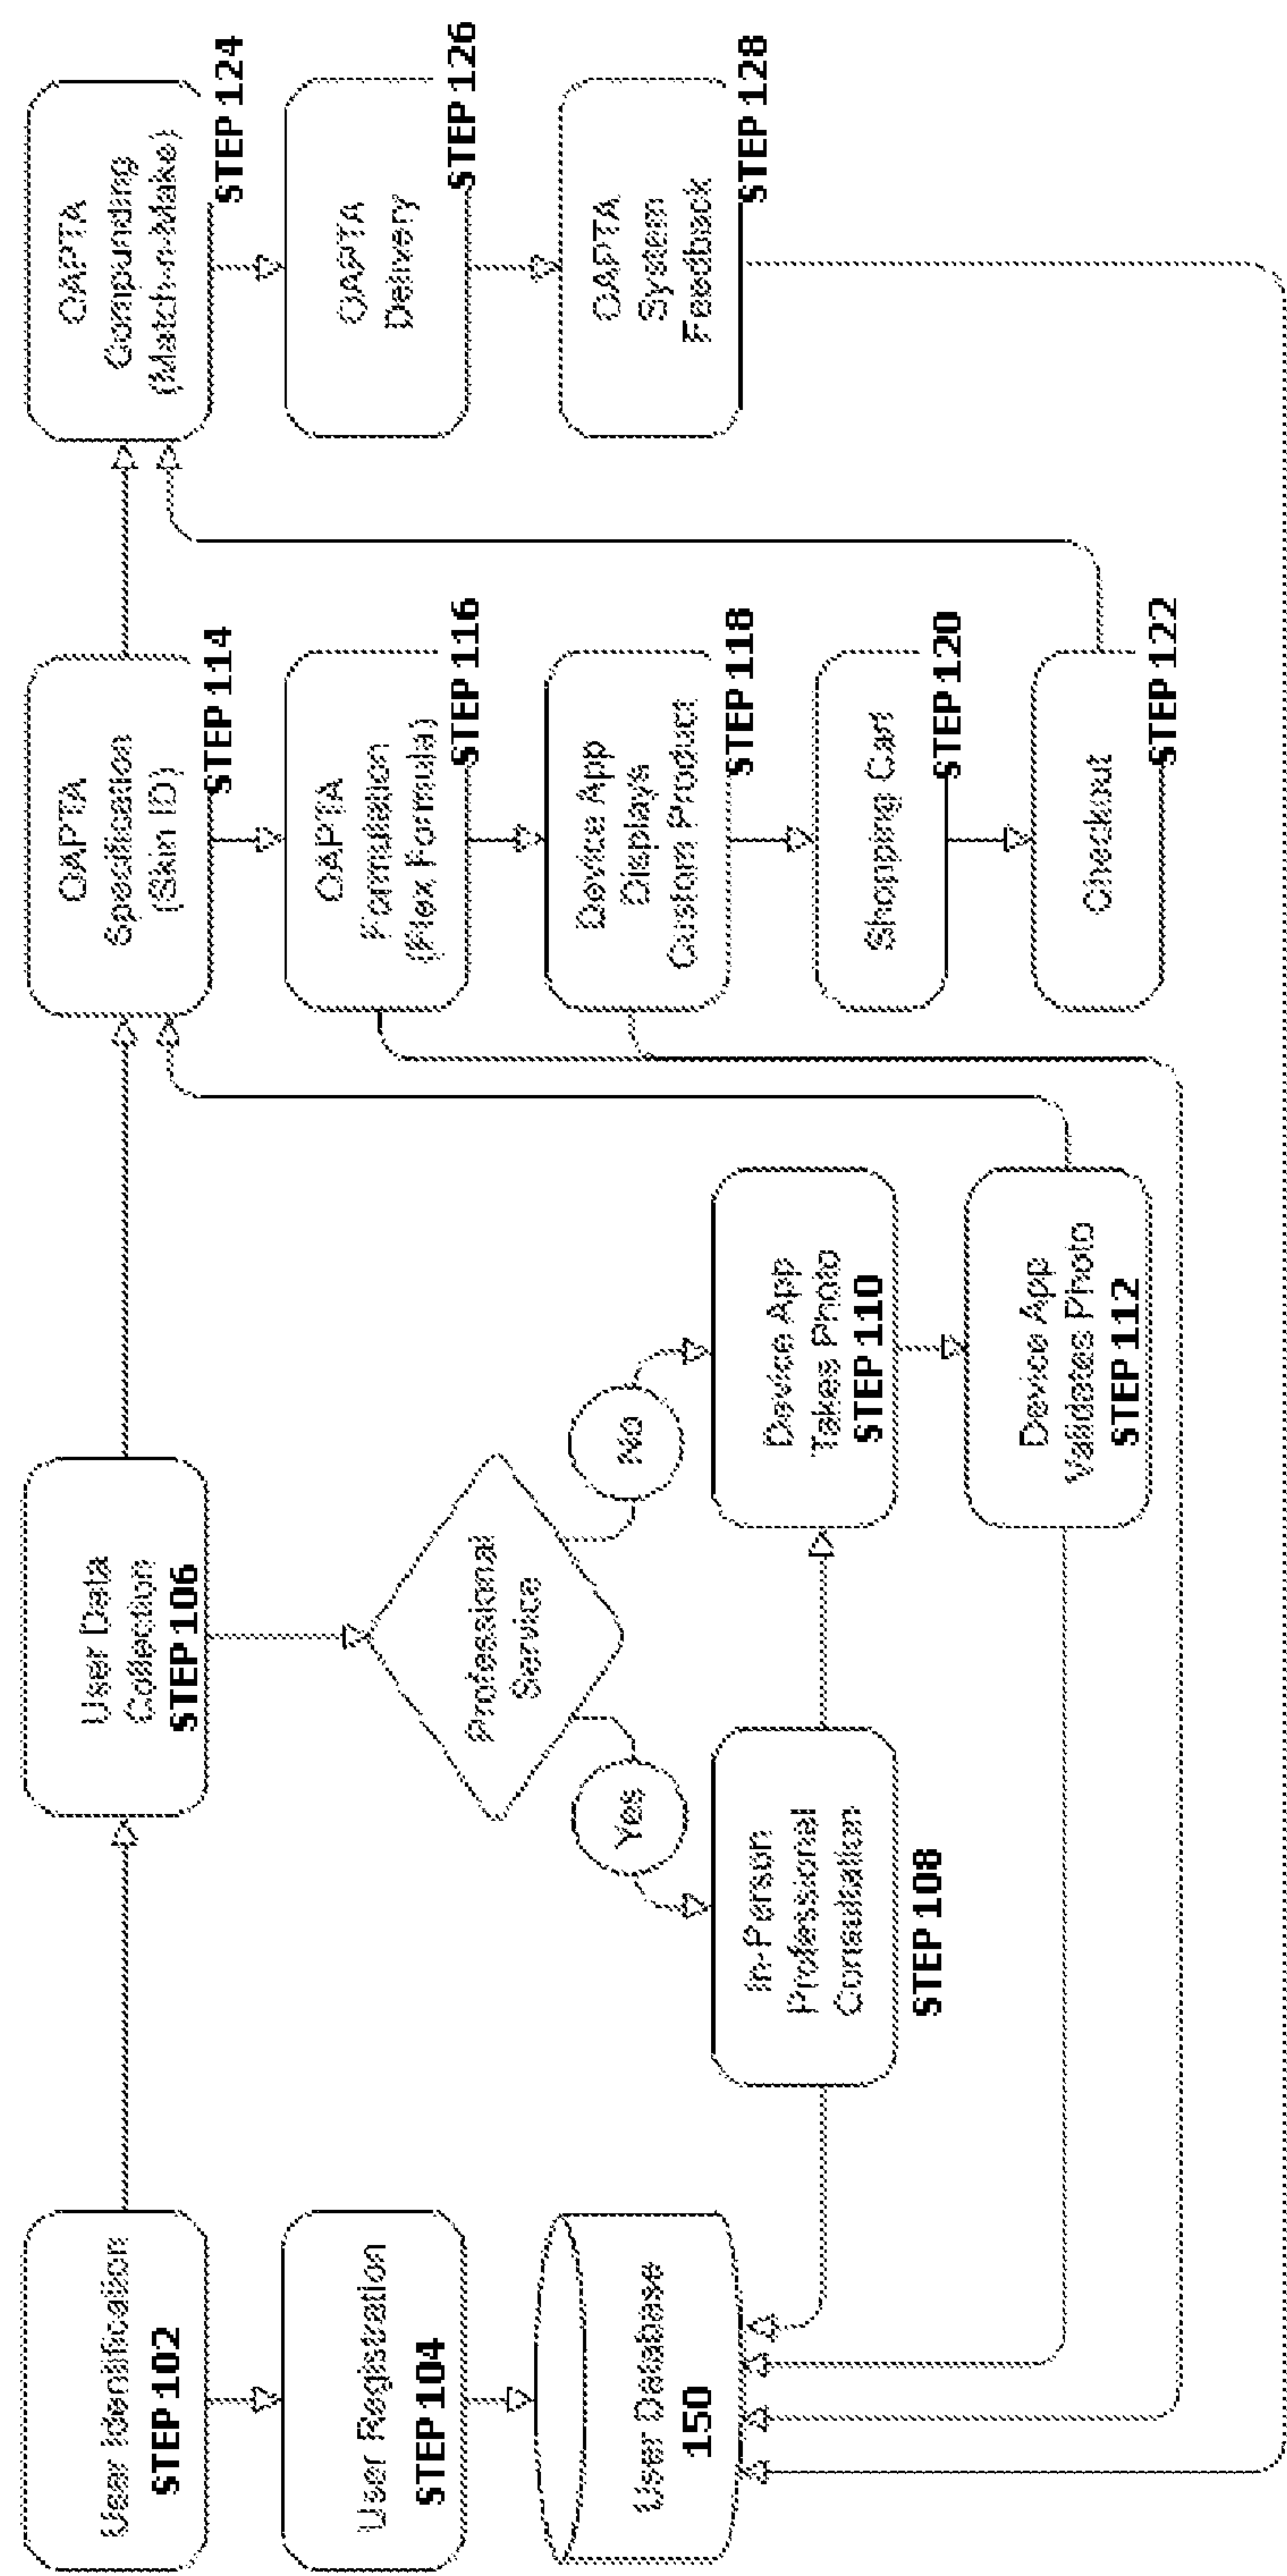 User Identification
STEP 102
User Registration
STEP 104
User Database
150
User Data
Collection
STEP 106
Professional
Service
Yes
No
In-Person
Professional
Consultation
STEP 108
Device App
Takes Photo
STEP 110
Device App
Validates Photo
STEP 112
OAPTA
Specification
(Skin ID)
STEP 114
OAPTA
Formulation
(Flex Formula)
STEP 116
Device App
Displays
Custom Product
STEP 118
Shopping Cart
STEP 120
Checkout
STEP 122
OAPTA
Compunding
(Match-n-Make)
STEP 124
OAPTA
Delivery
STEP 126
OAPTA
System
Feedback
STEP 128